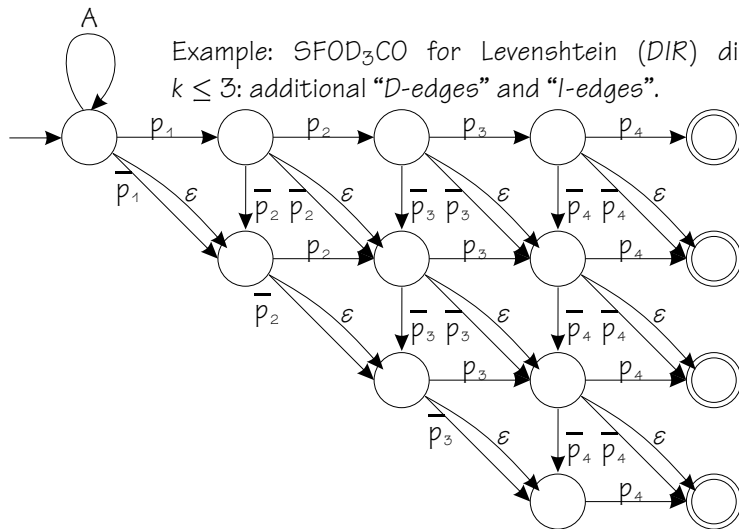 A
Example: SFOD₃CO for Levenshtein (DIR) di
k ≤ 3: additional “D-edges” and “I-edges”.
p₁ p₂ p₃ p₄
p̅₁ ε p̅₂ p̅₂ ε p̅₃ p̅₃ ε p̅₄ p̅₄ ε
p₂ p₃ p₄
p̅₂ ε p̅₃ p̅₃ ε p̅₄ p̅₄ ε
p₃ p₄
p̅₃ ε p̅₄ p̅₄ ε
p₄